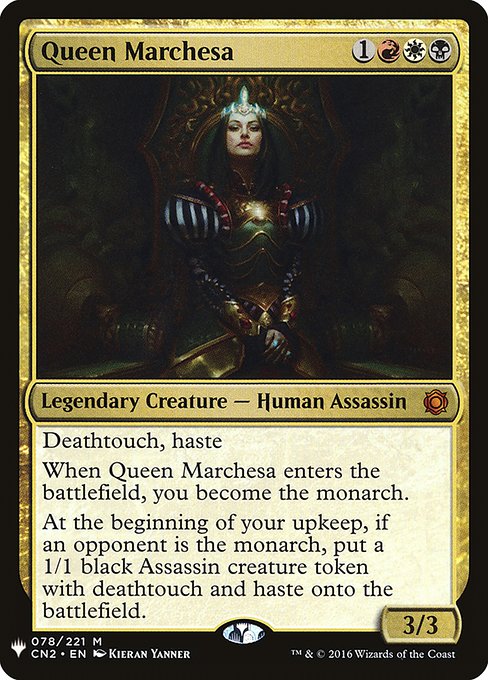 Queen Marchesa 1
Legendary Creature — Human Assassin
Deathtouch, haste
When Queen Marchesa enters the
battlefield, you become the monarch.
At the beginning of your upkeep, if
an opponent is the monarch, put a
1/1 black Assassin creature token
with deathtouch and haste onto the
battlefield.
3/3
078/221 M
CN2 • EN Kieran Yanner
™ & © 2016 Wizards of the Coast